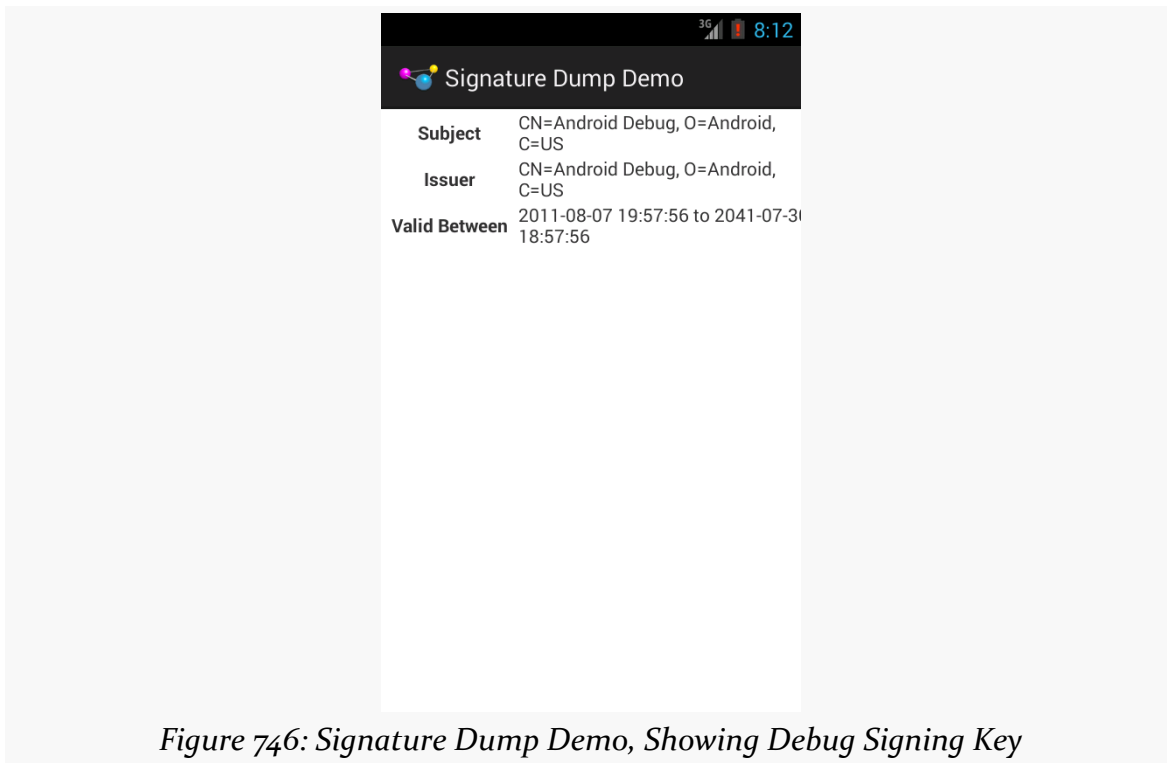 3G 8:12
Signature Dump Demo
Subject CN=Android Debug, O=Android,
C=US
Issuer CN=Android Debug, O=Android,
C=US
Valid Between 2011-08-07 19:57:56 to 2041-07-30
18:57:56
Figure 746: Signature Dump Demo, Showing Debug Signing Key